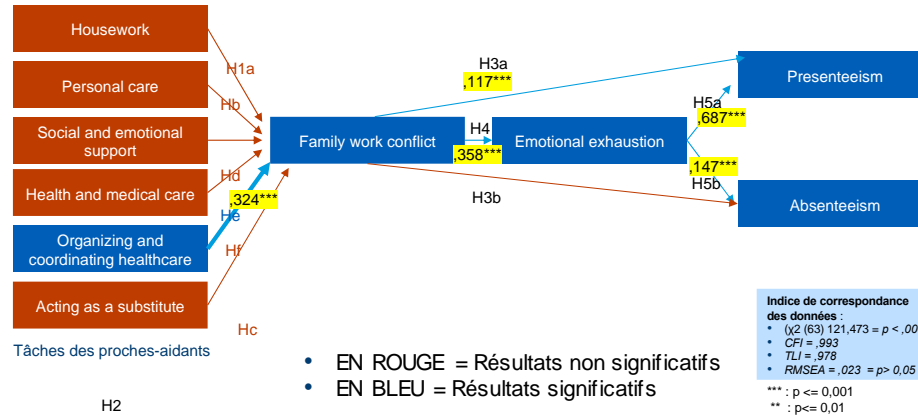 Housework
H1a
Personal care
Hb
Social and emotional
support
Health and medical care
Hd
,324***
He
Organizing and
coordinating healthcare
Hf
Acting as a substitute
Hc
Tâches des proches-aidants
H2
Family work conflict
H3a
,117***
H4
,358***
Emotional exhaustion
H3b
H5a
,687***
,147***
H5b
Presenteeism
Absenteeism
• EN ROUGE = Résultats non significatifs
• EN BLEU = Résultats significatifs
Indice de correspondance
des données :
• (χ2 (63) 121,473 = p < ,00
• CFI = ,993
• TLI = ,978
• RMSEA = ,023 = p> 0,05
*** : p <= 0,001
** : p<= 0,01